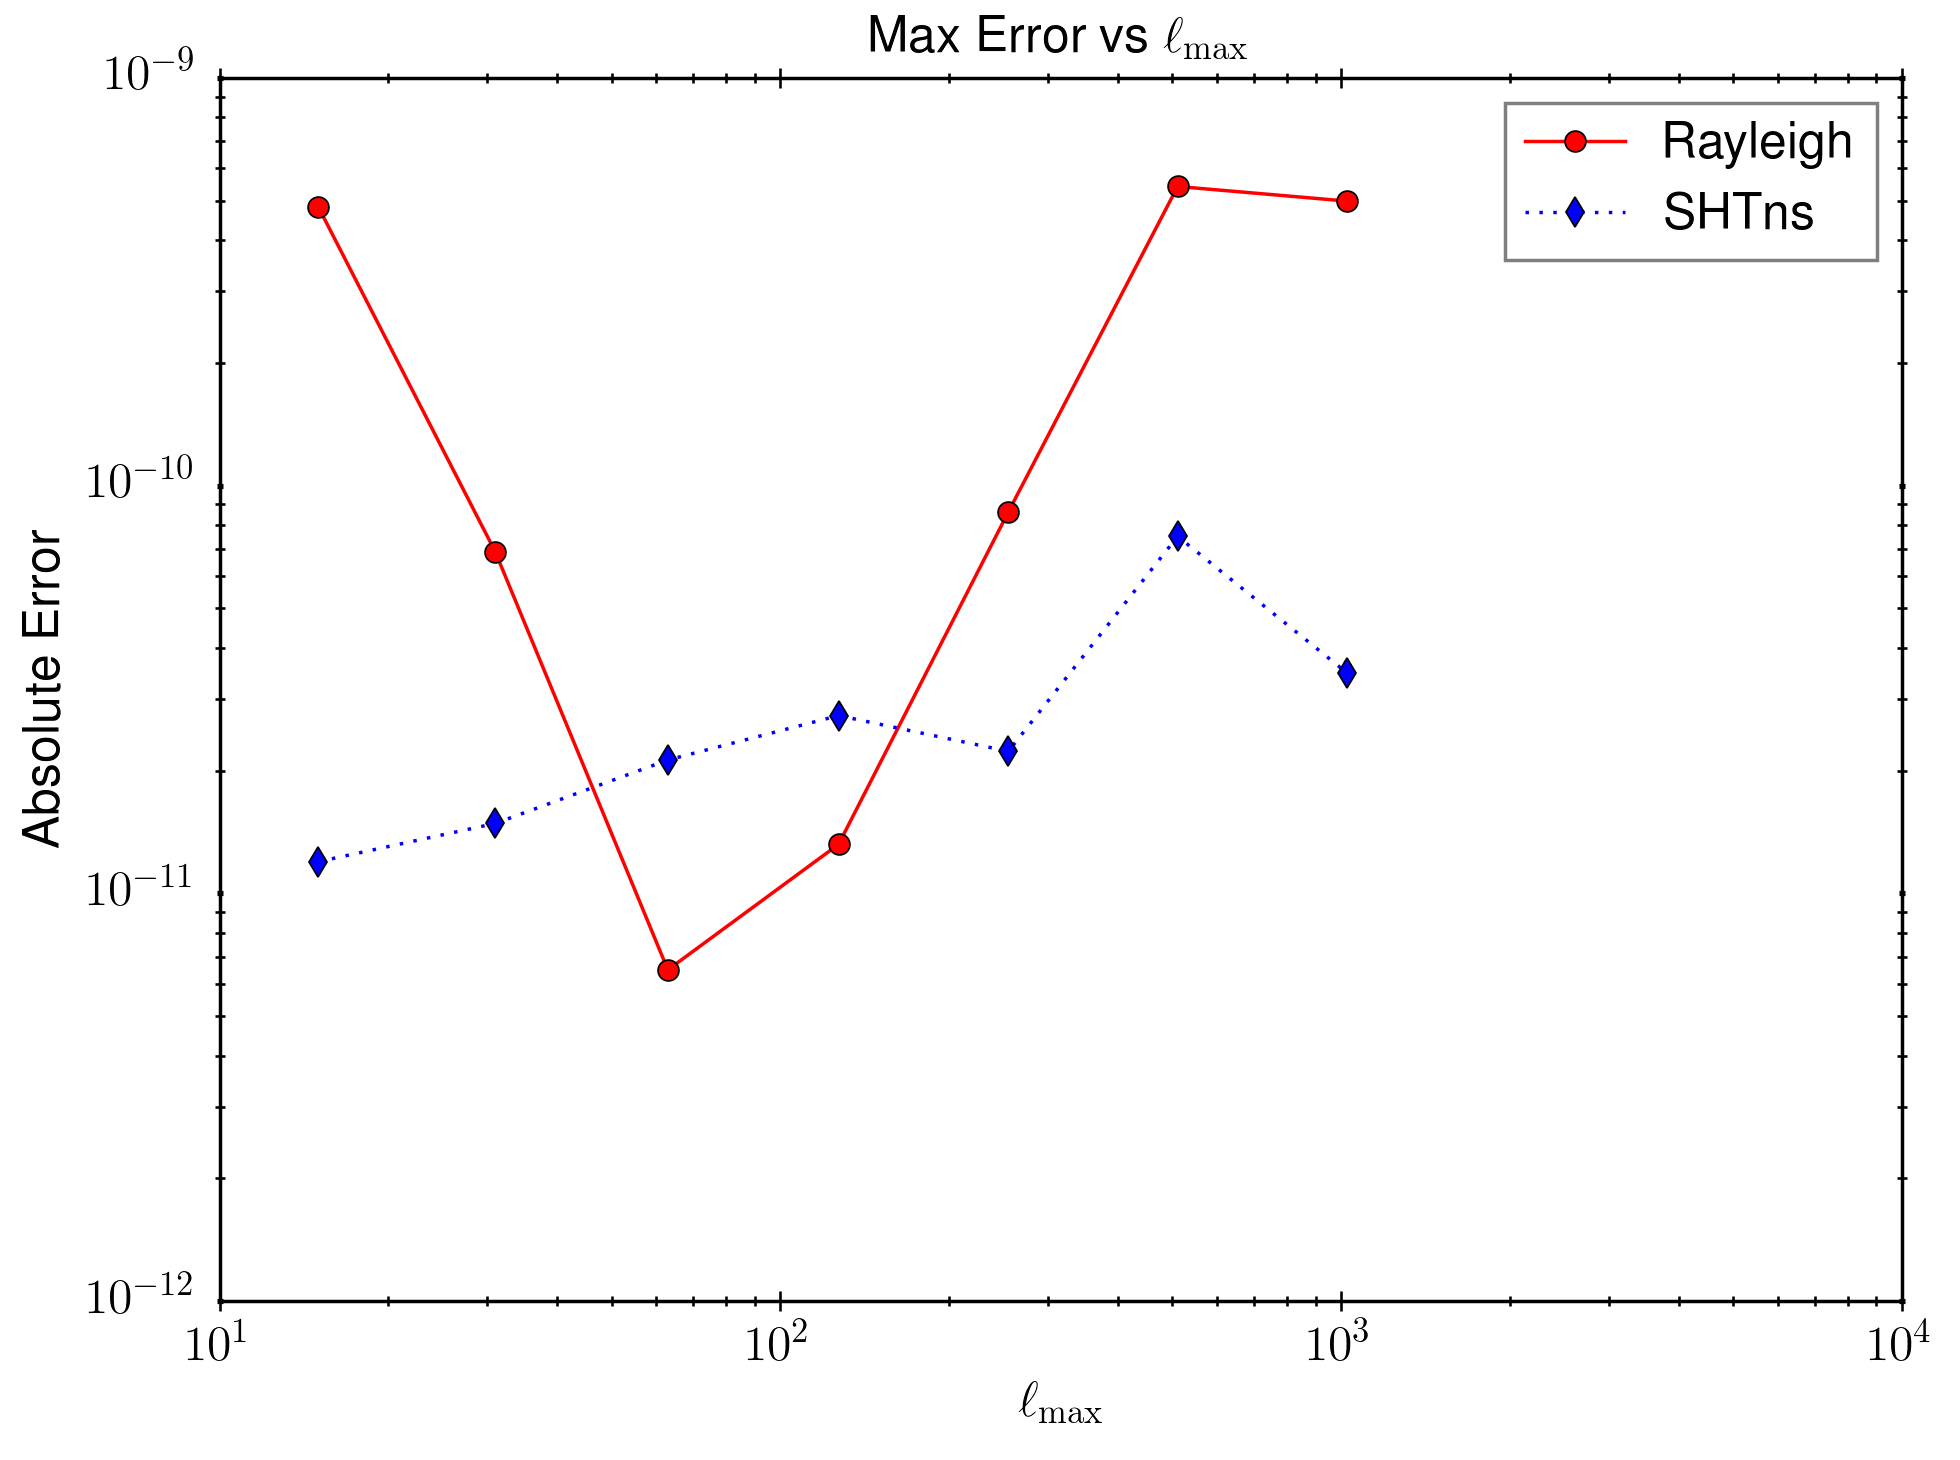 Max Error vs ℓmax
10⁻⁹
Rayleigh
SHTns
10⁻¹⁰
Absolute Error
10⁻¹¹
10⁻¹²
10¹ 10² 10³ 10⁴
ℓmax